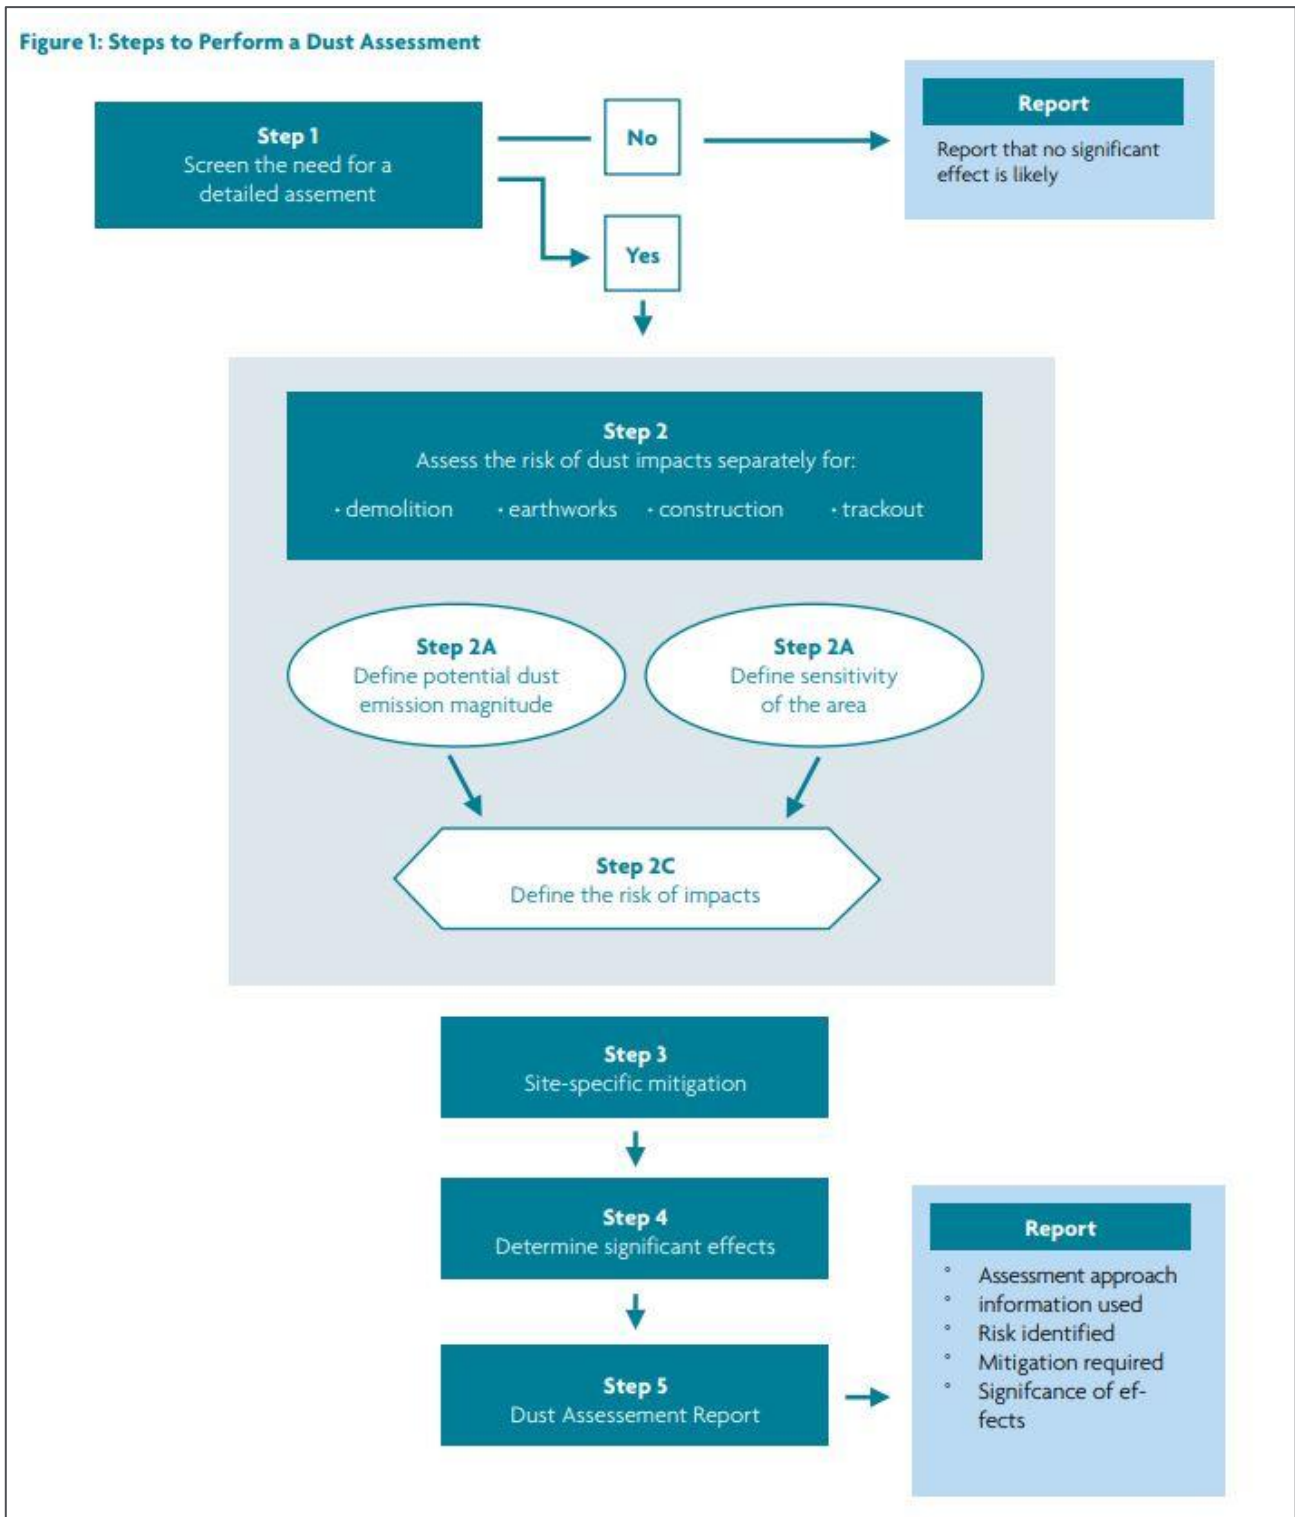 Figure 1: Steps to Perform a Dust Assessment
Step 1
Screen the need for a
detailed assement
No
Yes
Report
Report that no significant
effect is likely
Step 2
Assess the risk of dust impacts separately for:
· demolition · earthworks · construction · trackout
Step 2A
Define potential dust
emission magnitude
Step 2A
Define sensitivity
of the area
Step 2C
Define the risk of impacts
Step 3
Site-specific mitigation
Step 4
Determine significant effects
Step 5
Dust Assessement Report
Report
° Assessment approach
° information used
° Risk identified
° Mitigation required
° Signifcance of ef-
fects